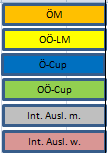 ÖM
OÖ-LM
Ö-Cup
OÖ-Cup
Int. Ausl. m.
Int. Ausl. w.